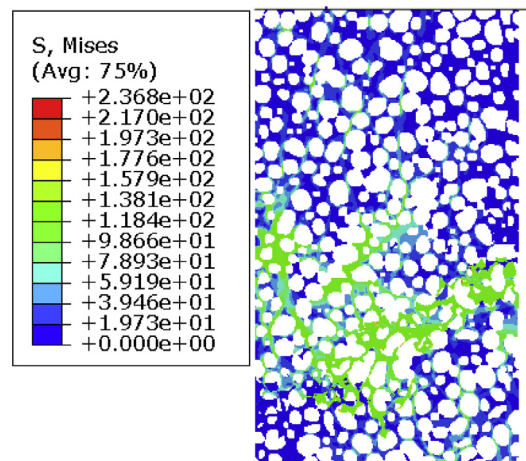 S, Mises
(Avg: 75%)
+2.368e+02
+2.170e+02
+1.973e+02
+1.776e+02
+1.579e+02
+1.381e+02
+1.184e+02
+9.866e+01
+7.893e+01
+5.919e+01
+3.946e+01
+1.973e+01
+0.000e+00